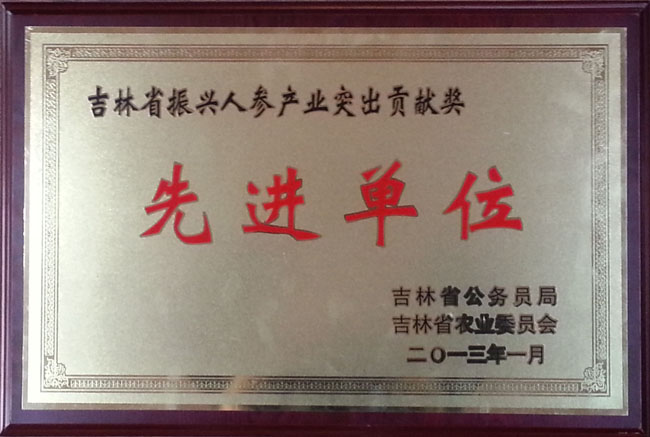 吉林省振兴人参产业突出贡献奖
先进单位
吉林省公务员局
吉林省农业委员会
二〇一三年一月